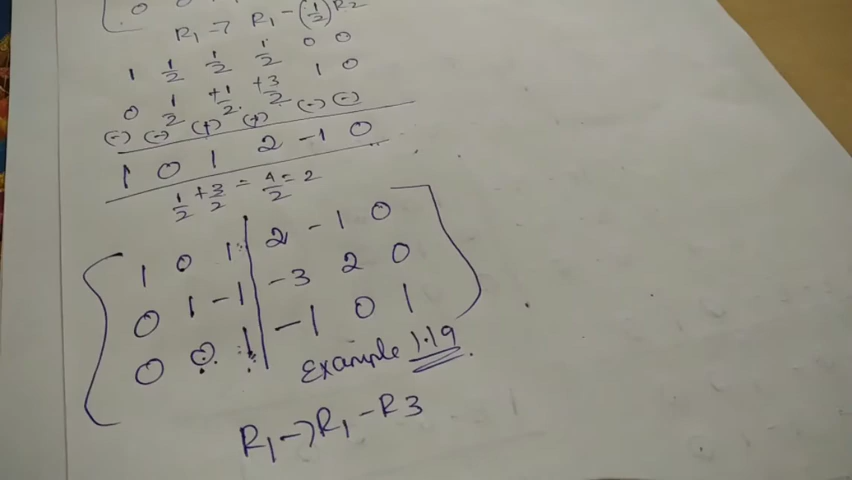 0
R1 → R1 - (1/2) R2
1 1/2 1/2 1/2 0 0
0 1/2 +1/2 +3/2 1 0
(-) (-) (+) (+) (-) (-)
1 0 1 2 -1 0
1/2 + 3/2 = 4/2 = 2
1 0 1 | 2 -1 0
0 1 -1 | -3 2 0
0 0 1 | -1 0 1
Example 1.19
R1 → R1 - R3